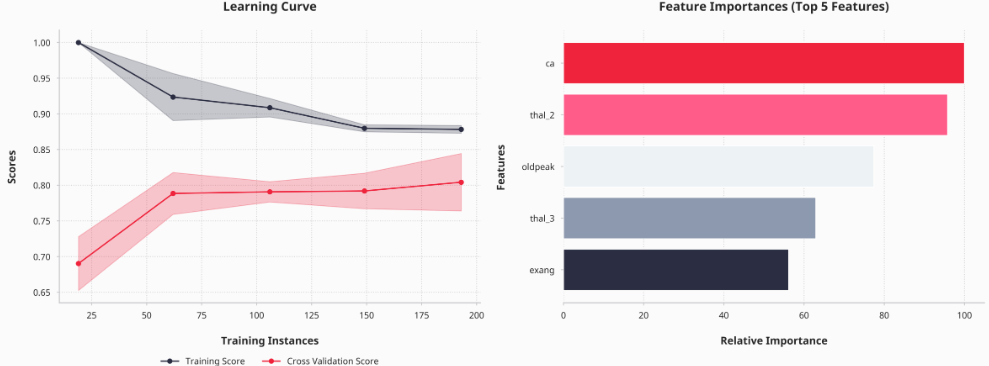 Learning Curve
Scores
1.00
0.95
0.90
0.85
0.80
0.75
0.70
0.65
25 50 75 100 125 150 175 200
Training Instances
Training Score Cross Validation Score
Feature Importances (Top 5 Features)
Features
ca
thal_2
oldpeak
thal_3
exang
0 20 40 60 80 100
Relative Importance